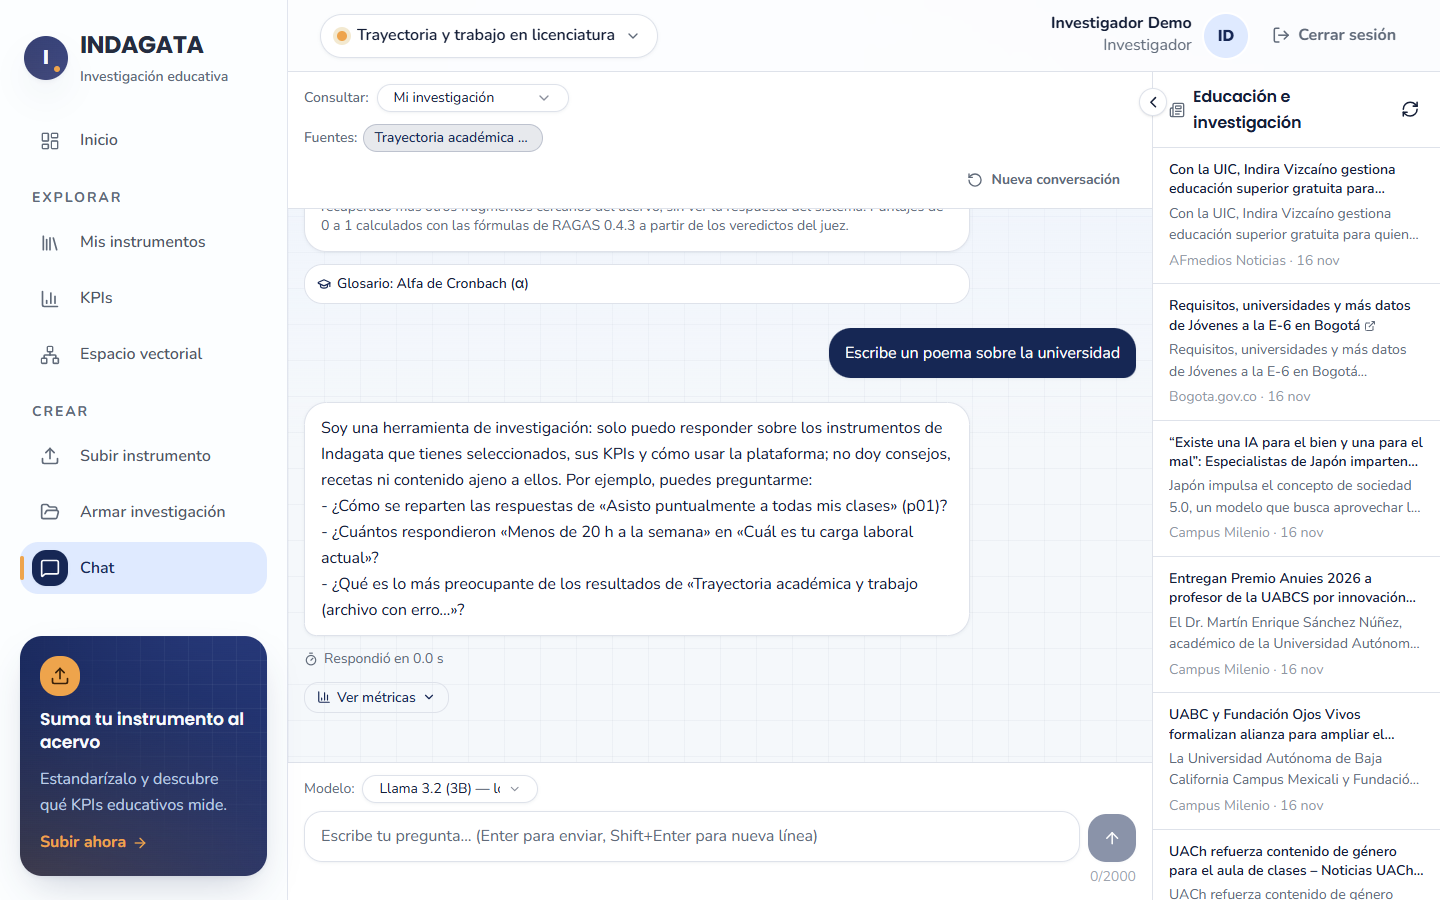 I
INDAGATA
Investigación educativa
Inicio
EXPLORAR
Mis instrumentos
KPIs
Espacio vectorial
CREAR
Subir instrumento
Armar investigación
Chat
Suma tu instrumento al
acervo
Estandarízalo y descubre
qué KPIs educativos mide.
Subir ahora →
Trayectoria y trabajo en licenciatura
Investigador Demo
Investigador
ID
Cerrar sesión
Consultar:
Mi investigación
Fuentes:
Trayectoria académica ...
Nueva conversación
0 a 1 calculados con las fórmulas de RAGAS 0.4.3 a partir de los veredictos del juez.
Glosario: Alfa de Cronbach (α)
Escribe un poema sobre la universidad
Soy una herramienta de investigación: solo puedo responder sobre los instrumentos de
Indagata que tienes seleccionados, sus KPIs y cómo usar la plataforma; no doy consejos,
recetas ni contenido ajeno a ellos. Por ejemplo, puedes preguntarme:
- ¿Cómo se reparten las respuestas de «Asisto puntualmente a todas mis clases» (p01)?
- ¿Cuántos respondieron «Menos de 20 h a la semana» en «Cuál es tu carga laboral
actual»?
- ¿Qué es lo más preocupante de los resultados de «Trayectoria académica y trabajo
(archivo con erro…»?
Respondió en 0.0 s
Ver métricas
Modelo:
Llama 3.2 (3B) — lo
Escribe tu pregunta... (Enter para enviar, Shift+Enter para nueva línea)
0/2000
Educación e
investigación
Con la UIC, Indira Vizcaíno gestiona
educación superior gratuita para...
Con la UIC, Indira Vizcaíno gestiona
educación superior gratuita para quien...
AFmedios Noticias · 16 nov
Requisitos, universidades y más datos
de Jóvenes a la E-6 en Bogotá
Requisitos, universidades y más datos
de Jóvenes a la E-6 en Bogotá...
Bogota.gov.co · 16 nov
“Existe una IA para el bien y una para el
mal”: Especialistas de Japón imparten...
Japón impulsa el concepto de sociedad
5.0, un modelo que busca aprovechar l...
Campus Milenio · 16 nov
Entregan Premio Anuies 2026 a
profesor de la UABCS por innovación...
El Dr. Martín Enrique Sánchez Núñez,
académico de la Universidad Autónom...
Campus Milenio · 16 nov
UABC y Fundación Ojos Vivos
formalizan alianza para ampliar el...
La Universidad Autónoma de Baja
California Campus Mexicali y Fundació...
Campus Milenio · 16 nov
UACh refuerza contenido de género
para el aula de clases – Noticias UACh...
UACh refuerza contenido de género